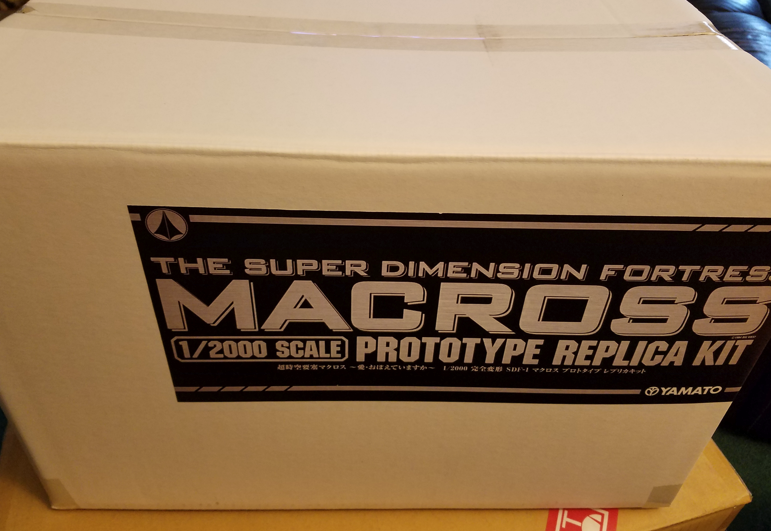 THE SUPER DIMENSION FORTRESS
MACROSS
1/2000 SCALE PROTOTYPE REPLICA KIT
超時空要塞マクロス ～愛・おぼえていますか～ 1/2000 完全変形 SDF-1 マクロス プロトタイプ レプリカキット
YAMATO